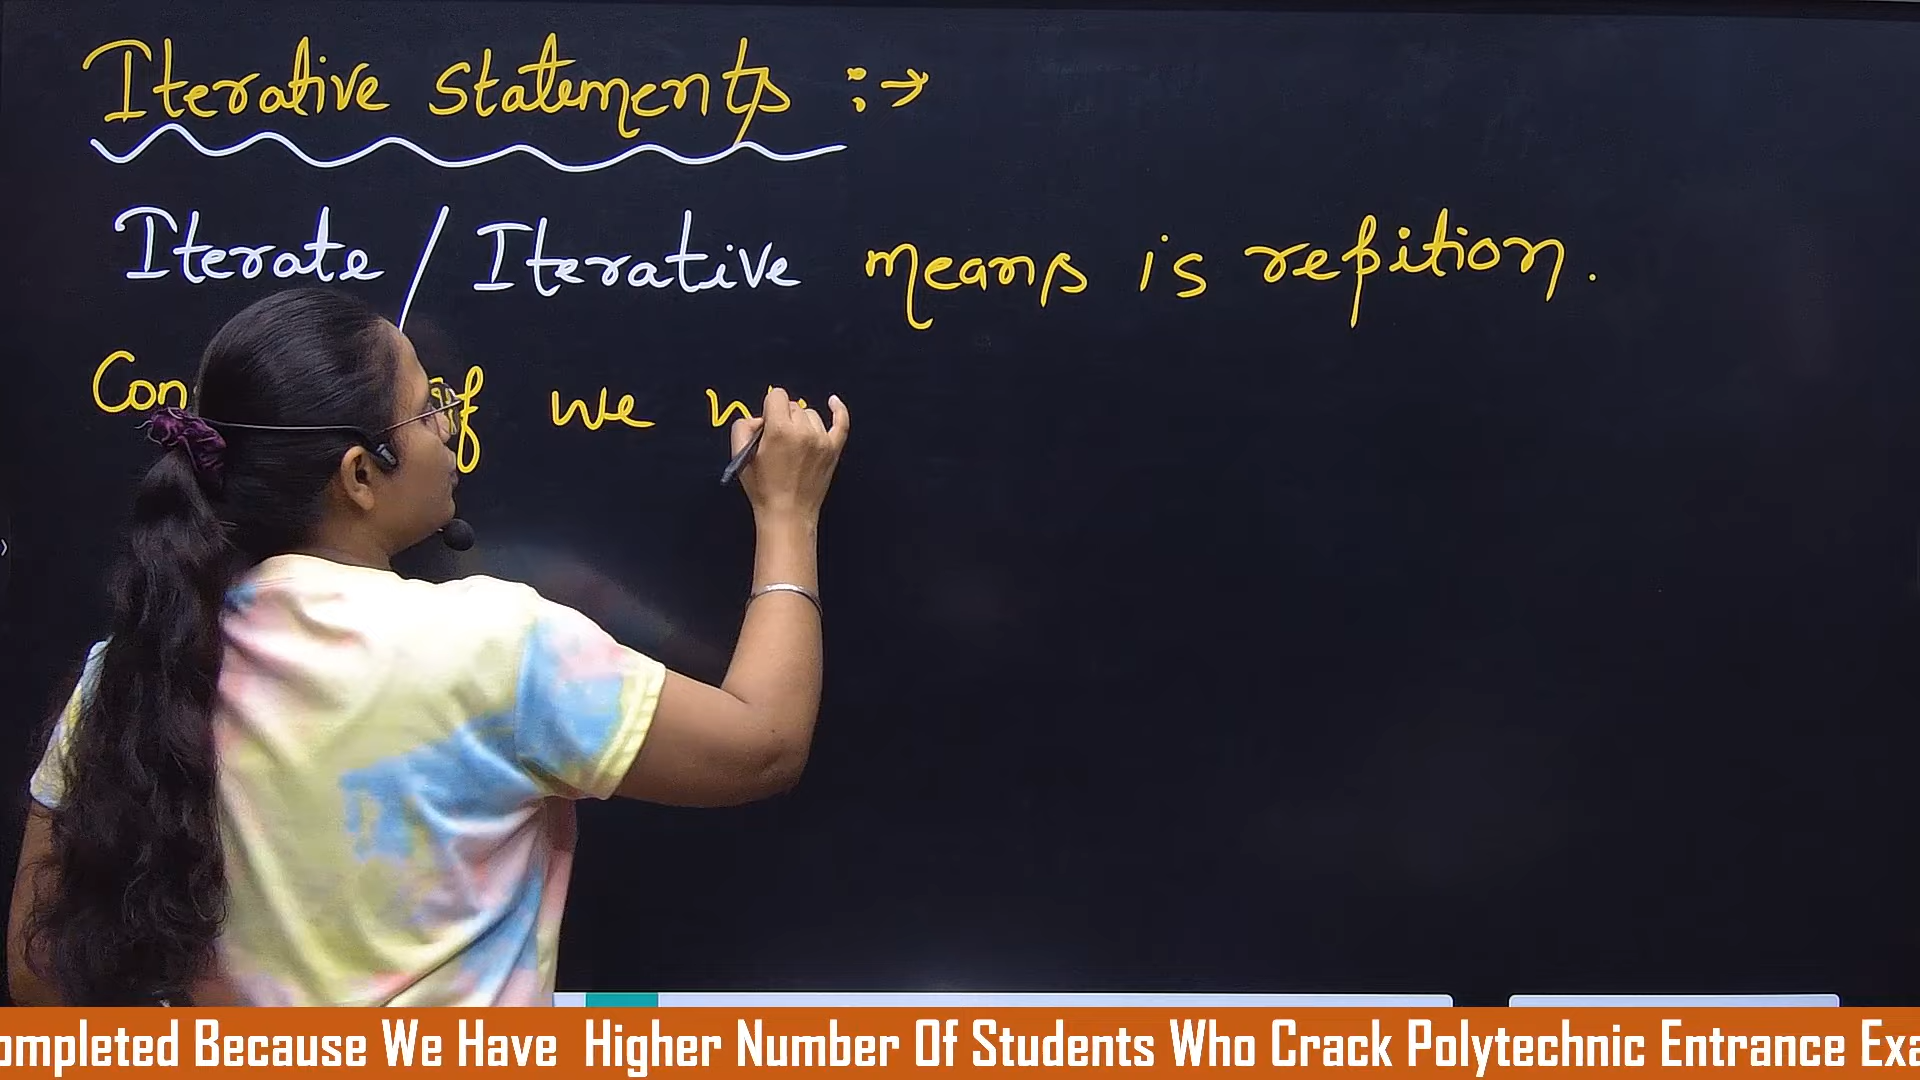 Iterative statements :→
Iterate / Iterative means is repition.
we
ompleted Because We Have Higher Number Of Students Who Crack Polytechnic Entrance Exa